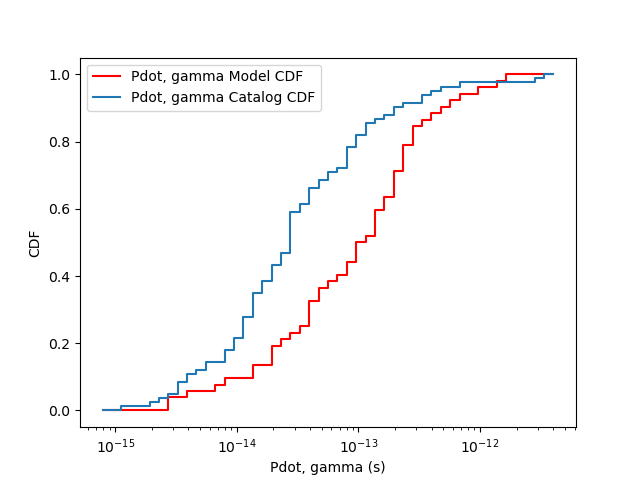 Pdot, gamma Model CDF
Pdot, gamma Catalog CDF
CDF
1.0
0.8
0.6
0.4
0.2
0.0
10⁻¹⁵ 10⁻¹⁴ 10⁻¹³ 10⁻¹²
Pdot, gamma (s)